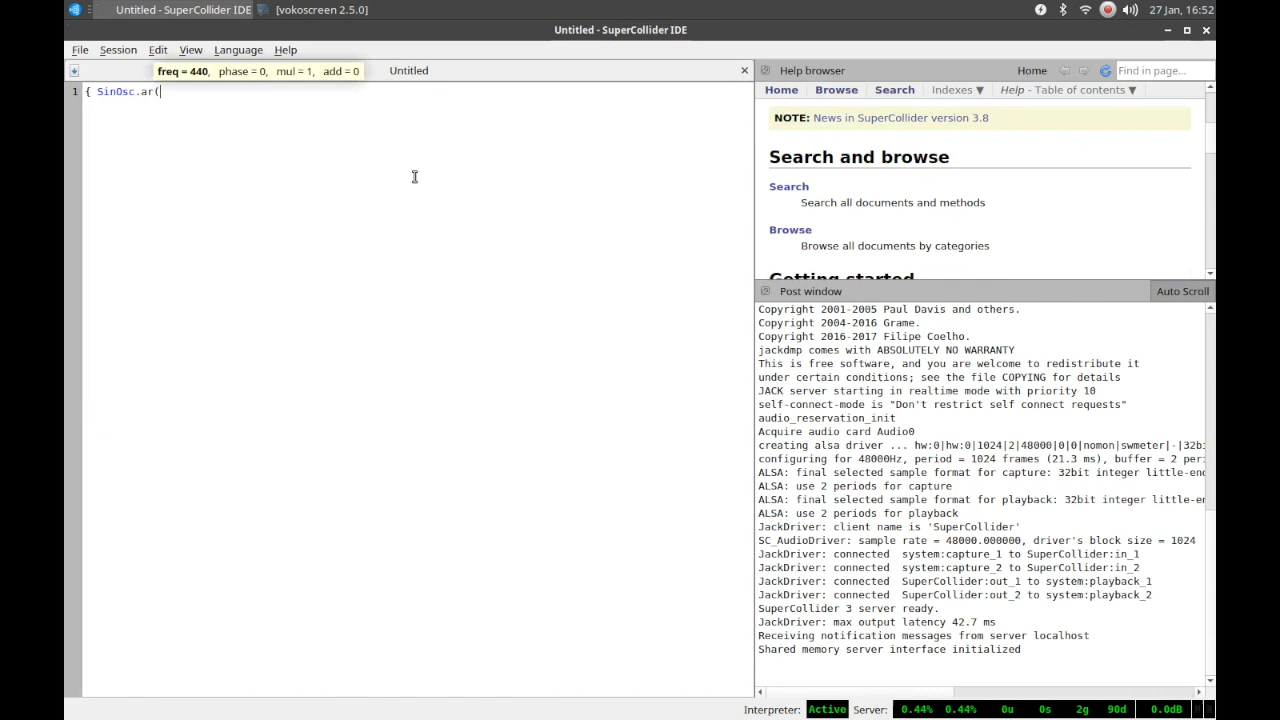 Untitled - SuperCollider IDE
[vokoscreen 2.5.0]
27 Jan, 16:52
Untitled - SuperCollider IDE
File Session Edit View Language Help
freq = 440, phase = 0, mul = 1, add = 0
Untitled
1 { SinOsc.ar(
Help browser
Home
Find in page...
Home Browse Search Indexes ▼ Help - Table of contents ▼
NOTE: News in SuperCollider version 3.8
Search and browse
Search
Search all documents and methods
Browse
Browse all documents by categories
Getting started
Post window
Auto Scroll
Copyright 2001-2005 Paul Davis and others.
Copyright 2004-2016 Grame.
Copyright 2016-2017 Filipe Coelho.
jackdmp comes with ABSOLUTELY NO WARRANTY
This is free software, and you are welcome to redistribute it
under certain conditions; see the file COPYING for details
JACK server starting in realtime mode with priority 10
self-connect-mode is "Don't restrict self connect requests"
audio_reservation_init
Acquire audio card Audio0
creating alsa driver ... hw:0|hw:0|1024|2|48000|0|0|nomon|swmeter|-|32bi
configuring for 48000Hz, period = 1024 frames (21.3 ms), buffer = 2 peri
ALSA: final selected sample format for capture: 32bit integer little-end
ALSA: use 2 periods for capture
ALSA: final selected sample format for playback: 32bit integer little-en
ALSA: use 2 periods for playback
JackDriver: client name is 'SuperCollider'
SC_AudioDriver: sample rate = 48000.000000, driver's block size = 1024
JackDriver: connected  system:capture_1 to SuperCollider:in_1
JackDriver: connected  system:capture_2 to SuperCollider:in_2
JackDriver: connected  SuperCollider:out_1 to system:playback_1
JackDriver: connected  SuperCollider:out_2 to system:playback_2
SuperCollider 3 server ready.
JackDriver: max output latency 42.7 ms
Receiving notification messages from server localhost
Shared memory server interface initialized
Interpreter: Active Server: 0.44% 0.44% 0u 0s 2g 90d 0.0dB